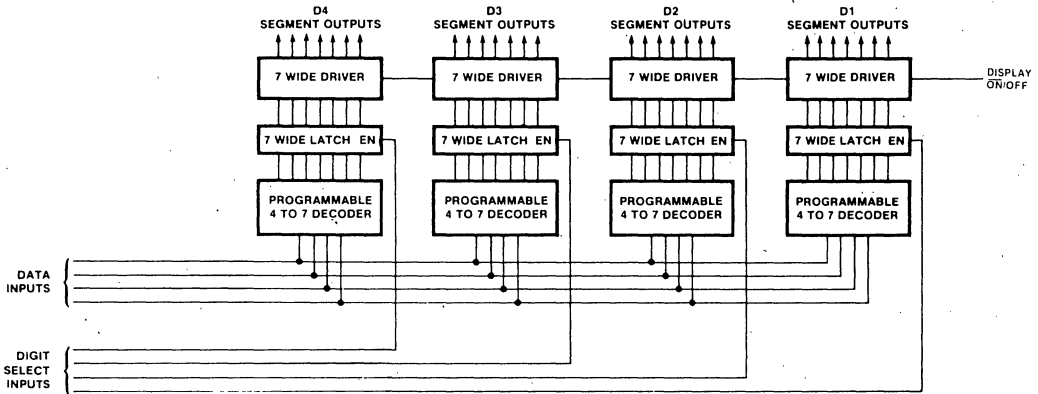 D4
SEGMENT OUTPUTS
D3
SEGMENT OUTPUTS
D2
SEGMENT OUTPUTS
D1
SEGMENT OUTPUTS
7 WIDE DRIVER
7 WIDE DRIVER
7 WIDE DRIVER
7 WIDE DRIVER
DISPLAY
ON/OFF
7 WIDE LATCH EN
7 WIDE LATCH EN
7 WIDE LATCH EN
7 WIDE LATCH EN
PROGRAMMABLE
4 TO 7 DECODER
PROGRAMMABLE
4 TO 7 DECODER
PROGRAMMABLE
4 TO 7 DECODER
PROGRAMMABLE
4 TO 7 DECODER
DATA
INPUTS
DIGIT
SELECT
INPUTS